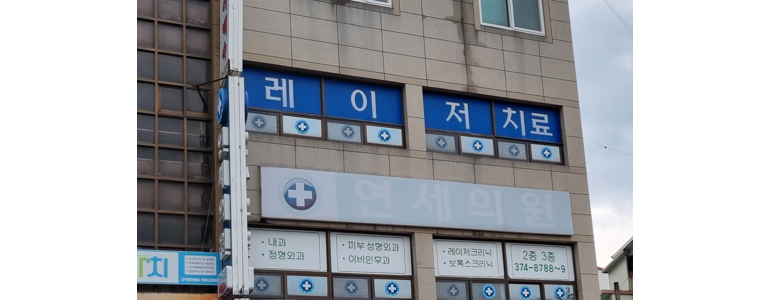 레이저치료
연세의원
· 내과
· 정형외과
· 피부성형외과
· 이비인후과
· 레이저크리닉
· 보톡스크리닉
2층 3층
374-8788~9